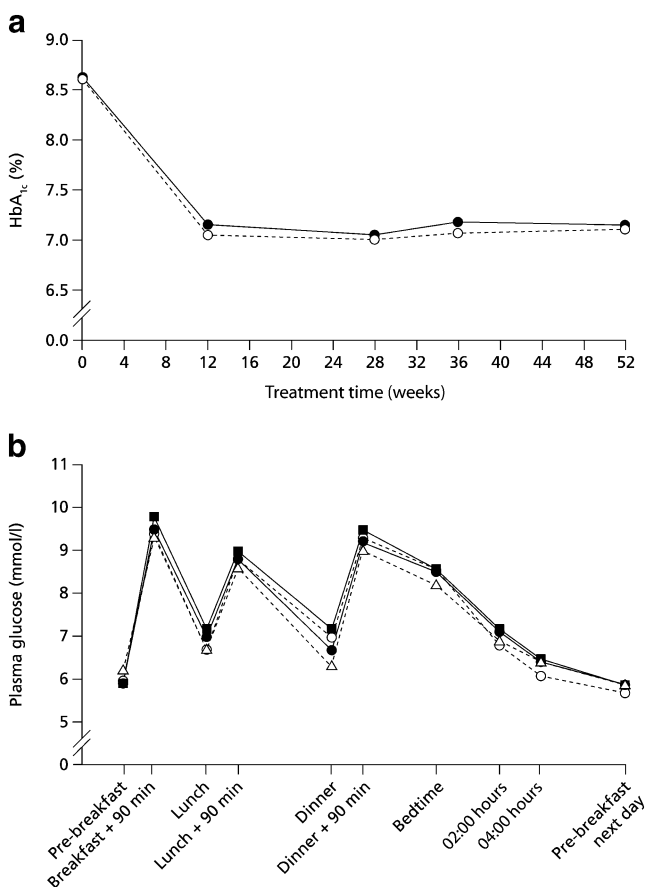 a
9.0
8.5
8.0
7.5
7.0
6.5
0.0
HbA1c (%)
0 4 8 12 16 20 24 28 32 36 40 44 48 52
Treatment time (weeks)
b
11
10
9
8
7
6
5
0
Plasma glucose (mmol/l)
Pre-breakfast
Breakfast + 90 min
Lunch
Lunch + 90 min
Dinner
Dinner + 90 min
Bedtime
02:00 hours
04:00 hours
Pre-breakfast
next day